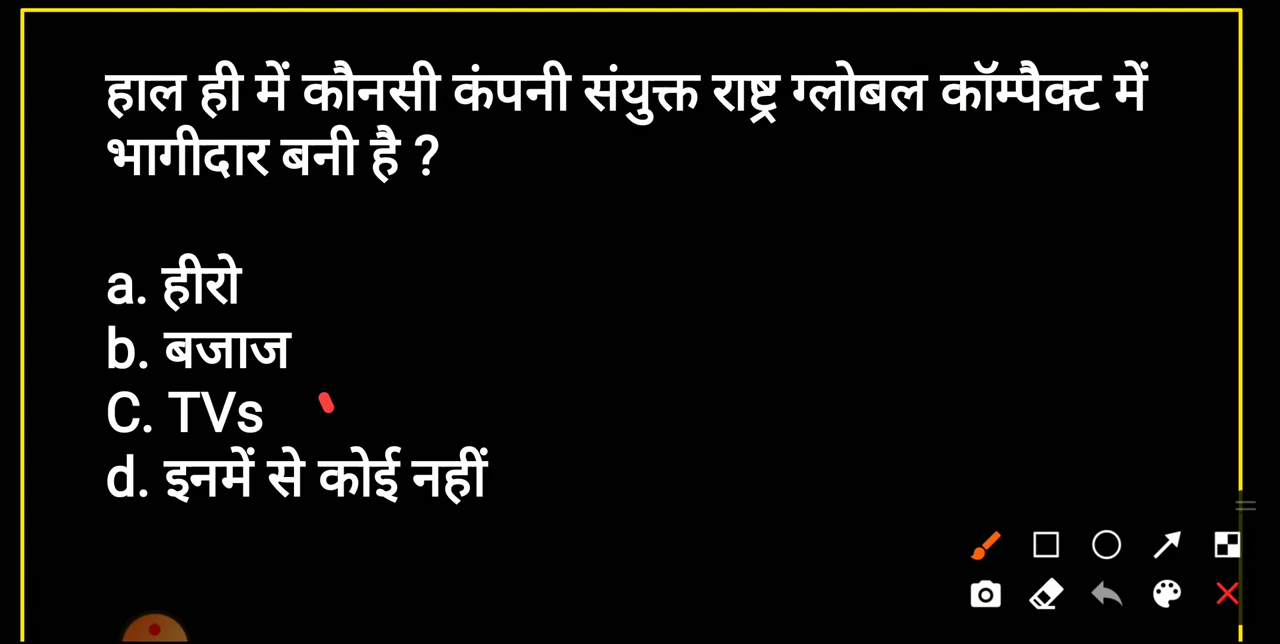 हाल ही में कौनसी कंपनी संयुक्त राष्ट्र ग्लोबल कॉम्पैक्ट में
भागीदार बनी है ?
a. हीरो
b. बजाज
C. TVs
d. इनमें से कोई नहीं